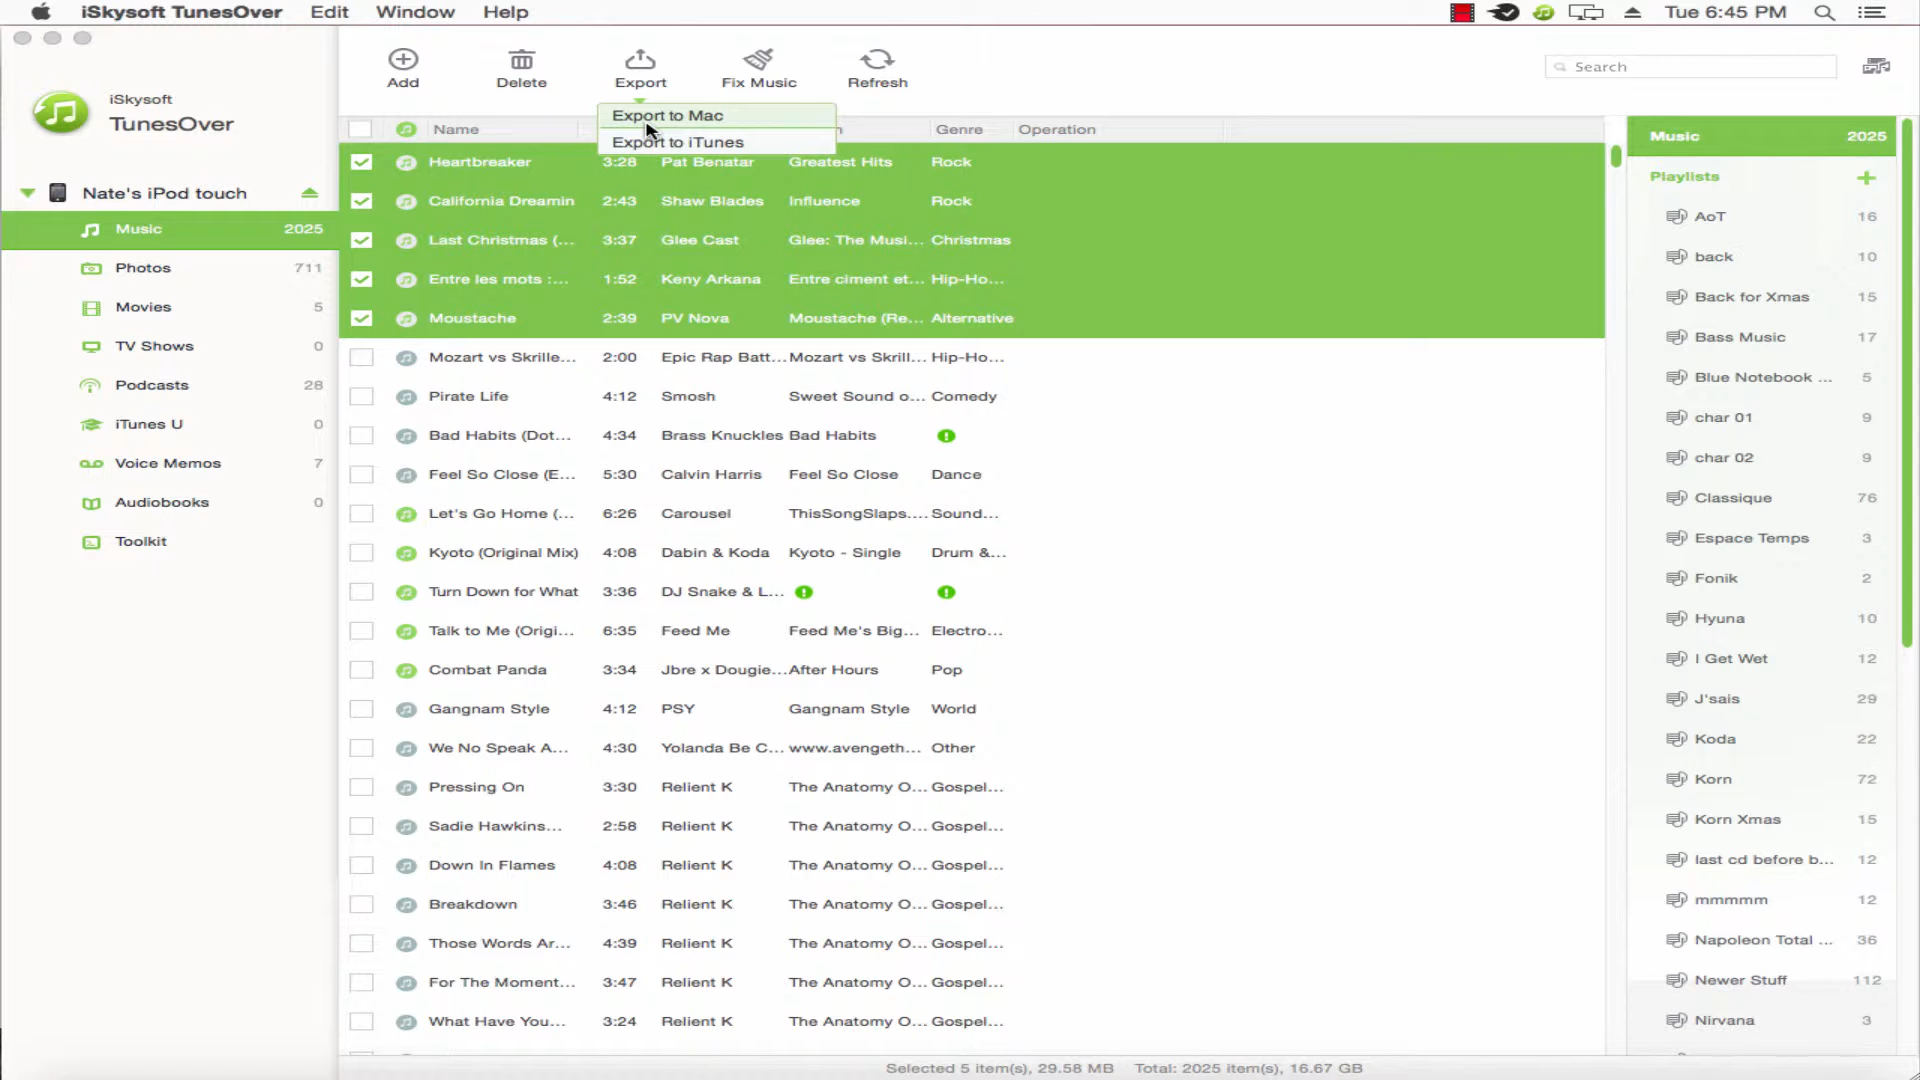 iSkysoft TunesOver Edit Window Help Tue 6:45 PM
Add Delete Export Fix Music Refresh Search
iSkysoft
TunesOver
Export to Mac
Export to iTunes
Name Genre Operation
Nate's iPod touch
Music 2025
Photos 711
Movies 5
TV Shows 0
Podcasts 28
iTunes U 0
Voice Memos 7
Audiobooks 0
Toolkit
Heartbreaker 3:28 Pat Benatar Greatest Hits Rock
California Dreamin 2:43 Shaw Blades Influence Rock
Last Christmas (... 3:37 Glee Cast Glee: The Musi... Christmas
Entre les mots :... 1:52 Keny Arkana Entre ciment et... Hip-Ho...
Moustache 2:39 PV Nova Moustache (Re... Alternative
Mozart vs Skrille... 2:00 Epic Rap Batt... Mozart vs Skrill... Hip-Ho...
Pirate Life 4:12 Smosh Sweet Sound o... Comedy
Bad Habits (Dot... 4:34 Brass Knuckles Bad Habits
Feel So Close (E... 5:30 Calvin Harris Feel So Close Dance
Let's Go Home (... 6:26 Carousel ThisSongSlaps.... Sound...
Kyoto (Original Mix) 4:08 Dabin & Koda Kyoto - Single Drum &...
Turn Down for What 3:36 DJ Snake & L...
Talk to Me (Origi... 6:35 Feed Me Feed Me's Big... Electro...
Combat Panda 3:34 Jbre x Dougie... After Hours Pop
Gangnam Style 4:12 PSY Gangnam Style World
We No Speak A... 4:30 Yolanda Be C... www.avengeth... Other
Pressing On 3:30 Relient K The Anatomy O... Gospel...
Sadie Hawkins... 2:58 Relient K The Anatomy O... Gospel...
Down In Flames 4:08 Relient K The Anatomy O... Gospel...
Breakdown 3:46 Relient K The Anatomy O... Gospel...
Those Words Ar... 4:39 Relient K The Anatomy O... Gospel...
For The Moment... 3:47 Relient K The Anatomy O... Gospel...
What Have You... 3:24 Relient K The Anatomy O... Gospel...
Music 2025
Playlists +
AoT 16
back 10
Back for Xmas 15
Bass Music 17
Blue Notebook ... 5
char 01 9
char 02 9
Classique 76
Espace Temps 3
Fonik 2
Hyuna 10
I Get Wet 12
J'sais 29
Koda 22
Korn 72
Korn Xmas 15
last cd before b... 12
mmmmm 12
Napoleon Total ... 36
Newer Stuff 112
Nirvana 3
Selected 5 item(s), 29.58 MB Total: 2025 item(s), 16.67 GB